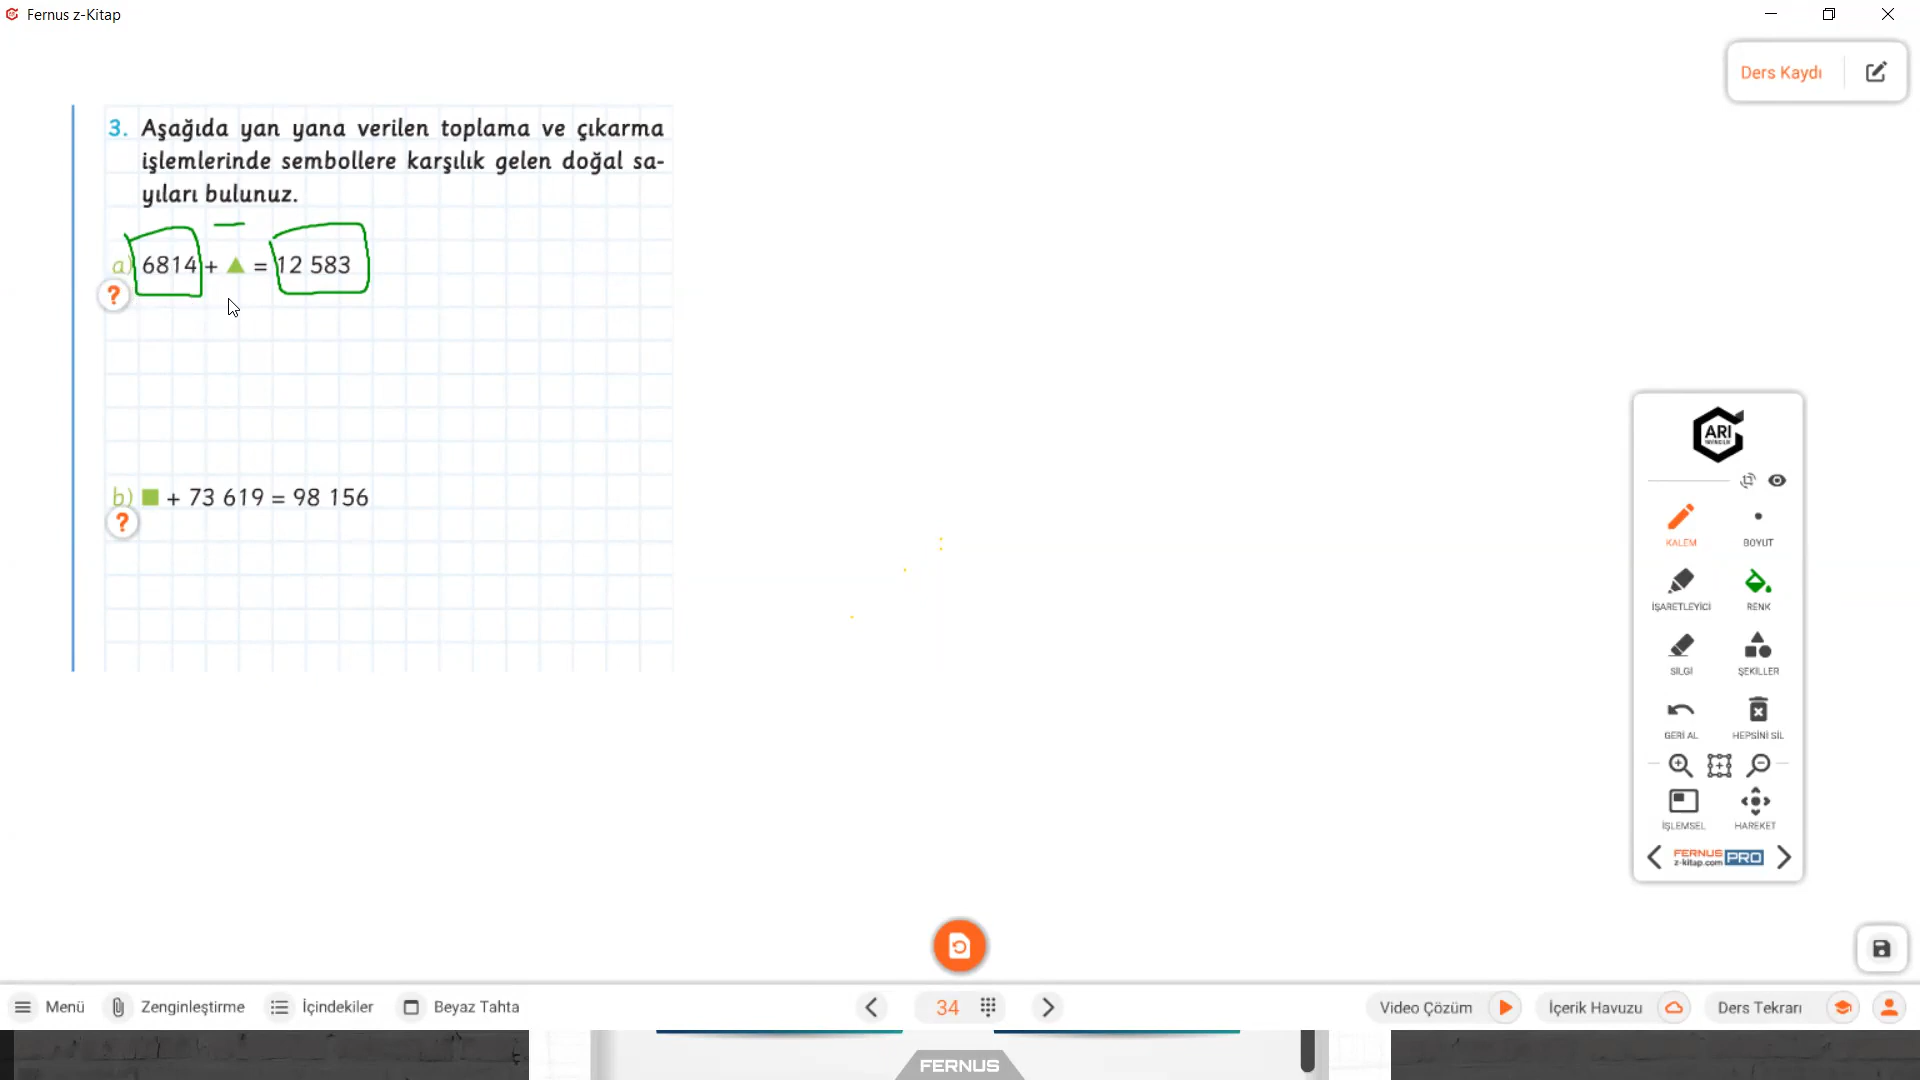 Fernus z-Kitap
Ders Kaydı
3. Aşağıda yan yana verilen toplama ve çıkarma
işlemlerinde sembollere karşılık gelen doğal sa-
yıları bulunuz.
a) 6814 + ▲ = 12 583
?
b) ■ + 73 619 = 98 156
?
ARI
KALEM
BOYUT
İŞARETLEYİCİ
RENK
SİLGİ
ŞEKİLLER
GERİ AL
HEPSİNİ SİL
İŞLEMSEL
HAREKET
FERNUS
z-kitap.com PRO
Menü
Zenginleştirme
İçindekiler
Beyaz Tahta
34
Video Çözüm
İçerik Havuzu
Ders Tekrarı
FERNUS